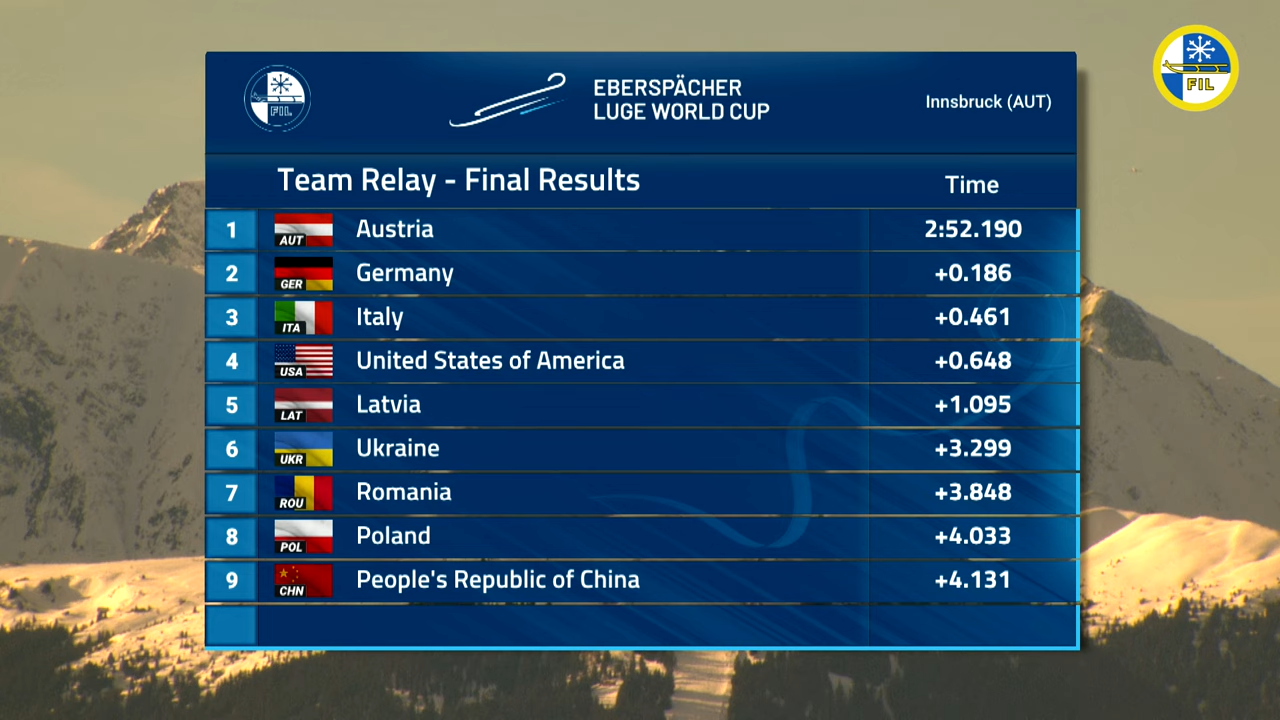 FIL
EBERSPÄCHER
LUGE WORLD CUP
Innsbruck (AUT)
FIL
Team Relay - Final Results
Time
1 AUT Austria 2:52.190
2 GER Germany +0.186
3 ITA Italy +0.461
4 USA United States of America +0.648
5 LAT Latvia +1.095
6 UKR Ukraine +3.299
7 ROU Romania +3.848
8 POL Poland +4.033
9 CHN People's Republic of China +4.131